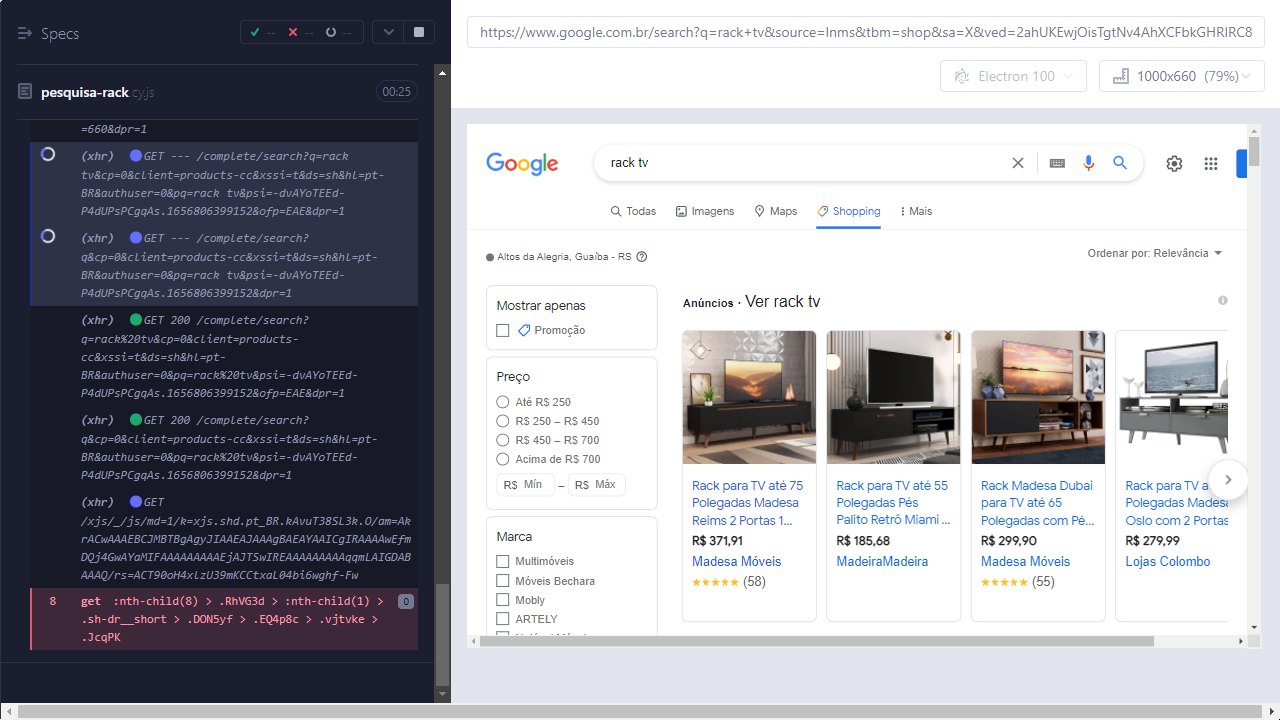 Specs
--
--
--
pesquisa-rack.cy.js
00:25
=660&dpr=1
(xhr) GET --- /complete/search?q=rack
tv&cp=0&client=products-cc&xssi=t&ds=sh&hl=pt-
BR&authuser=0&pq=rack tv&psi=-dvAYoTEEd-
P4dUPsPCgqAs.1656806399152&ofp=EAE&dpr=1
(xhr) GET --- /complete/search?
q&cp=0&client=products-cc&xssi=t&ds=sh&hl=pt-
BR&authuser=0&pq=rack tv&psi=-dvAYoTEEd-
P4dUPsPCgqAs.1656806399152&dpr=1
(xhr) GET 200 /complete/search?
q=rack%20tv&cp=0&client=products-
cc&xssi=t&ds=sh&hl=pt-
BR&authuser=0&pq=rack%20tv&psi=-dvAYoTEEd-
P4dUPsPCgqAs.1656806399152&ofp=EAE&dpr=1
(xhr) GET 200 /complete/search?
q&cp=0&client=products-cc&xssi=t&ds=sh&hl=pt-
BR&authuser=0&pq=rack%20tv&psi=-dvAYoTEEd-
P4dUPsPCgqAs.1656806399152&dpr=1
(xhr) GET
/xjs/_/js/md=1/k=xjs.shd.pt_BR.kAvuT38SL3k.O/am=Ak
rACwAAAEBCJMBTBgAgyJIAAEAJAAAgBAEAYAAICgIRAAAAwEfm
DQj4GwAYaMIFAAAAAAAAAEjAJTSwIREAAAAAAAAAqqmLAIGDAB
AAAQ/rs=ACT90oH4xlzU39mKCCtxaL04bi6wghf-Fw
8 get :nth-child(8) > .RhVG3d > :nth-child(1) > 0
.sh-dr__short > .DON5yf > .EQ4p8c > .vjtvke >
.JcqPK
https://www.google.com.br/search?q=rack+tv&source=lnms&tbm=shop&sa=X&ved=2ahUKEwjOisTgtNv4AhXCFbkGHRIRC8
Electron 100
1000x660 (79%)
Google
rack tv
Todas
Imagens
Maps
Shopping
Mais
Altos da Alegria, Guaíba - RS
Ordenar por: Relevância
Mostrar apenas
Promoção
Preço
Até R$ 250
R$ 250 – R$ 450
R$ 450 – R$ 700
Acima de R$ 700
R$ Mín – R$ Máx
Marca
Multimóveis
Móveis Bechara
Mobly
ARTELY
Anúncios · Ver rack tv
Rack para TV até 75
Polegadas Madesa
Reims 2 Portas 1...
R$ 371,91
Madesa Móveis
(58)
Rack para TV até 55
Polegadas Pés
Palito Retrô Miami ...
R$ 185,68
MadeiraMadeira
Rack Madesa Dubai
para TV até 65
Polegadas com Pé...
R$ 299,90
Madesa Móveis
(55)
Rack para TV a
Polegadas Made
Oslo com 2 Portas
R$ 279,99
Lojas Colombo